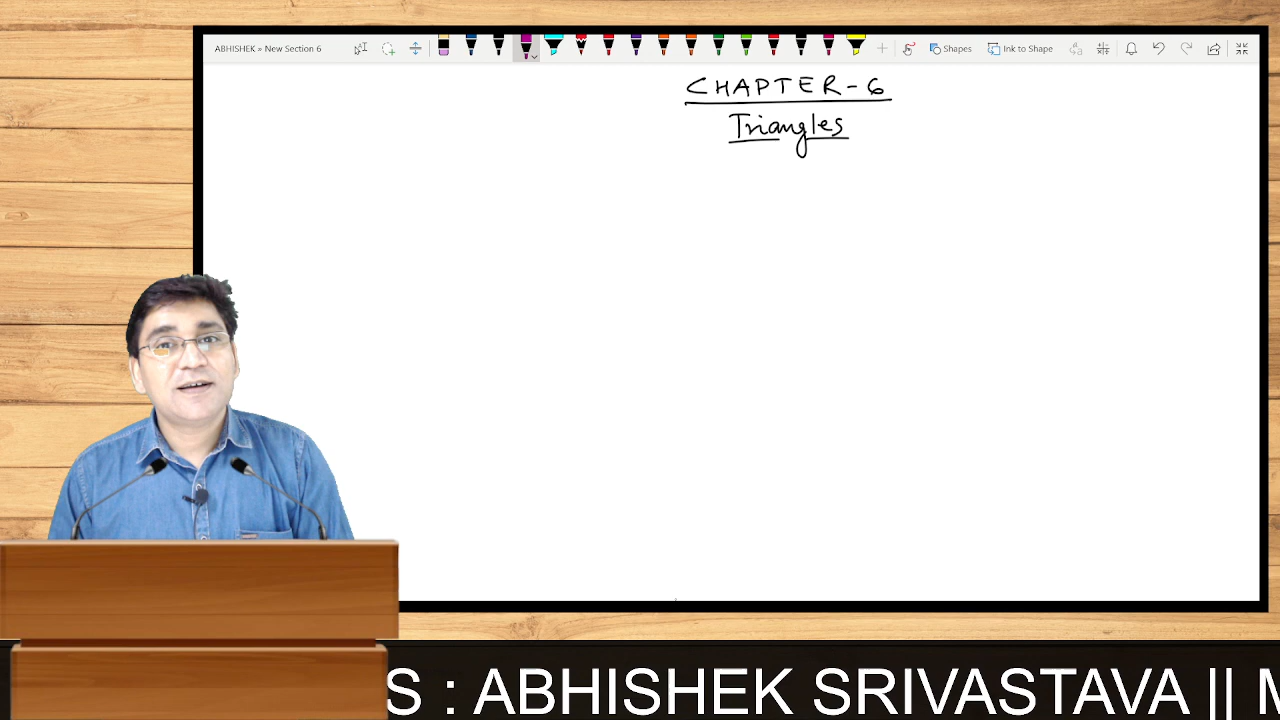 ABHISHEK » New Section 6
Shapes
Ink to Shape
CHAPTER-6
Triangles
S : ABHISHEK SRIVASTAVA || M